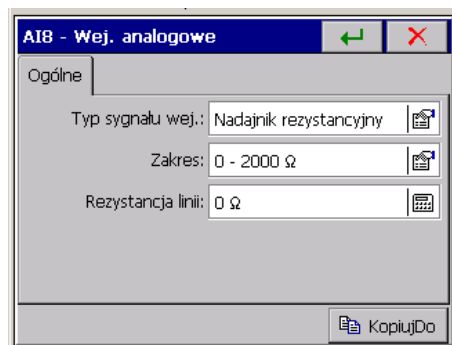 AI8 - Wej. analogowe
Ogólne
Typ sygnału wej.: Nadajnik rezystancyjny
Zakres: 0 - 2000 Ω
Rezystancja linii: 0 Ω
KopiujDo